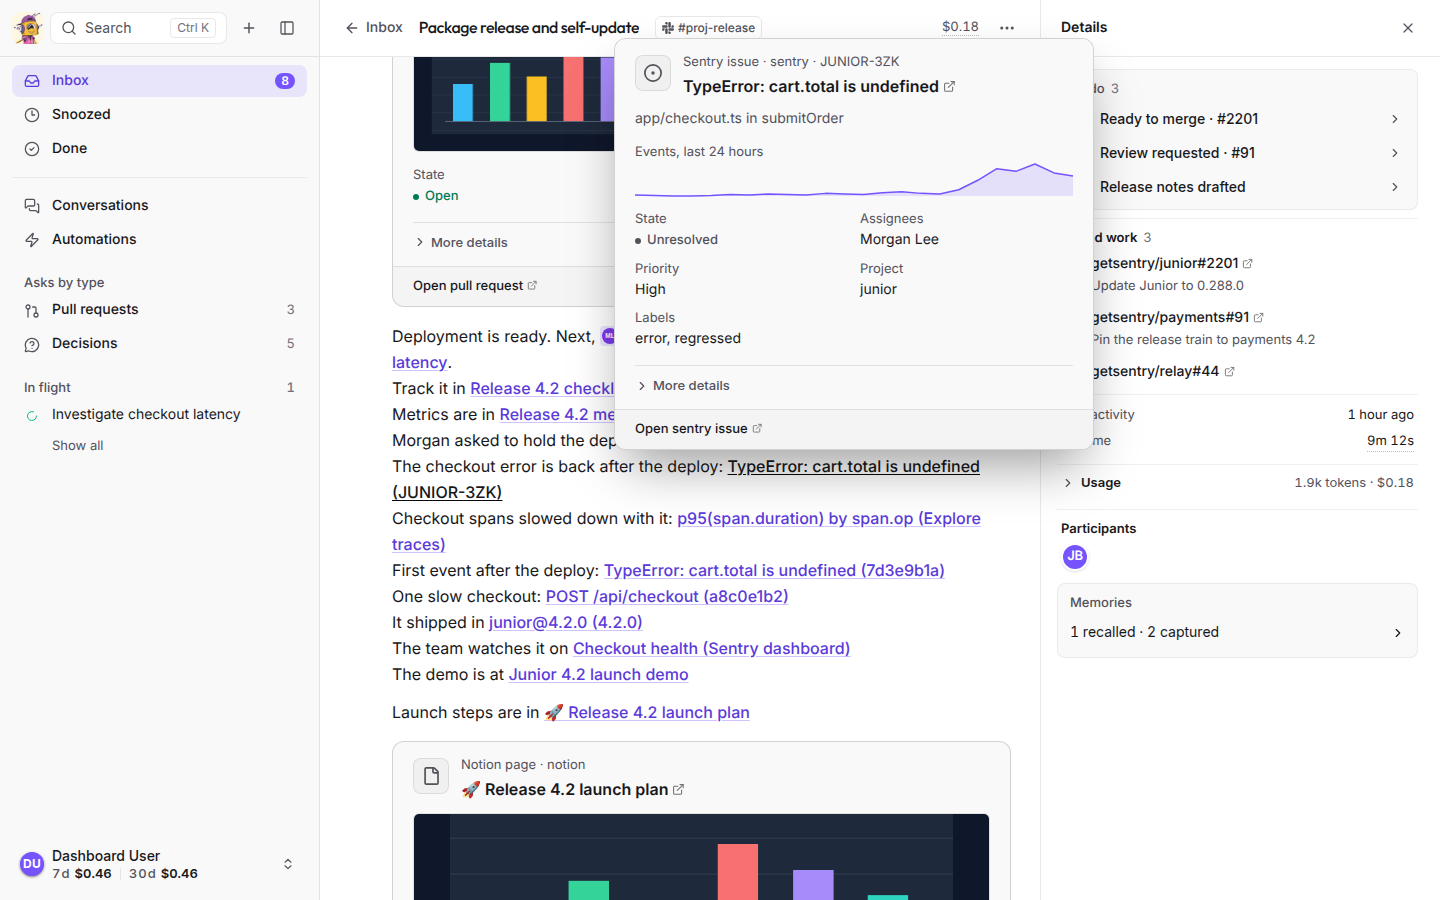 Search
Ctrl K
Inbox
8
Snoozed
Done
Conversations
Automations
Asks by type
Pull requests
3
Decisions
5
In flight
1
Investigate checkout latency
Show all
DU
Dashboard User
7d $0.46
30d $0.46
Inbox
Package release and self-update
#proj-release
$0.18
State
Open
More details
Open pull request
Deployment is ready. Next,
latency.
Track it in Release 4.2 checkl
Metrics are in Release 4.2 me
Morgan asked to hold the dep
The checkout error is back after the deploy: TypeError: cart.total is undefined
(JUNIOR-3ZK)
Checkout spans slowed down with it: p95(span.duration) by span.op (Explore
traces)
First event after the deploy: TypeError: cart.total is undefined (7d3e9b1a)
One slow checkout: POST /api/checkout (a8c0e1b2)
It shipped in junior@4.2.0 (4.2.0)
The team watches it on Checkout health (Sentry dashboard)
The demo is at Junior 4.2 launch demo
Launch steps are in 🚀 Release 4.2 launch plan
Notion page · notion
🚀 Release 4.2 launch plan
Sentry issue · sentry · JUNIOR-3ZK
TypeError: cart.total is undefined
app/checkout.ts in submitOrder
Events, last 24 hours
State
Assignees
Unresolved
Morgan Lee
Priority
Project
High
junior
Labels
error, regressed
More details
Open sentry issue
Details
do 3
Ready to merge · #2201
Review requested · #91
Release notes drafted
d work 3
getsentry/junior#2201
Update Junior to 0.288.0
getsentry/payments#91
Pin the release train to payments 4.2
getsentry/relay#44
activity
1 hour ago
me
9m 12s
Usage
1.9k tokens · $0.18
Participants
JB
Memories
1 recalled · 2 captured